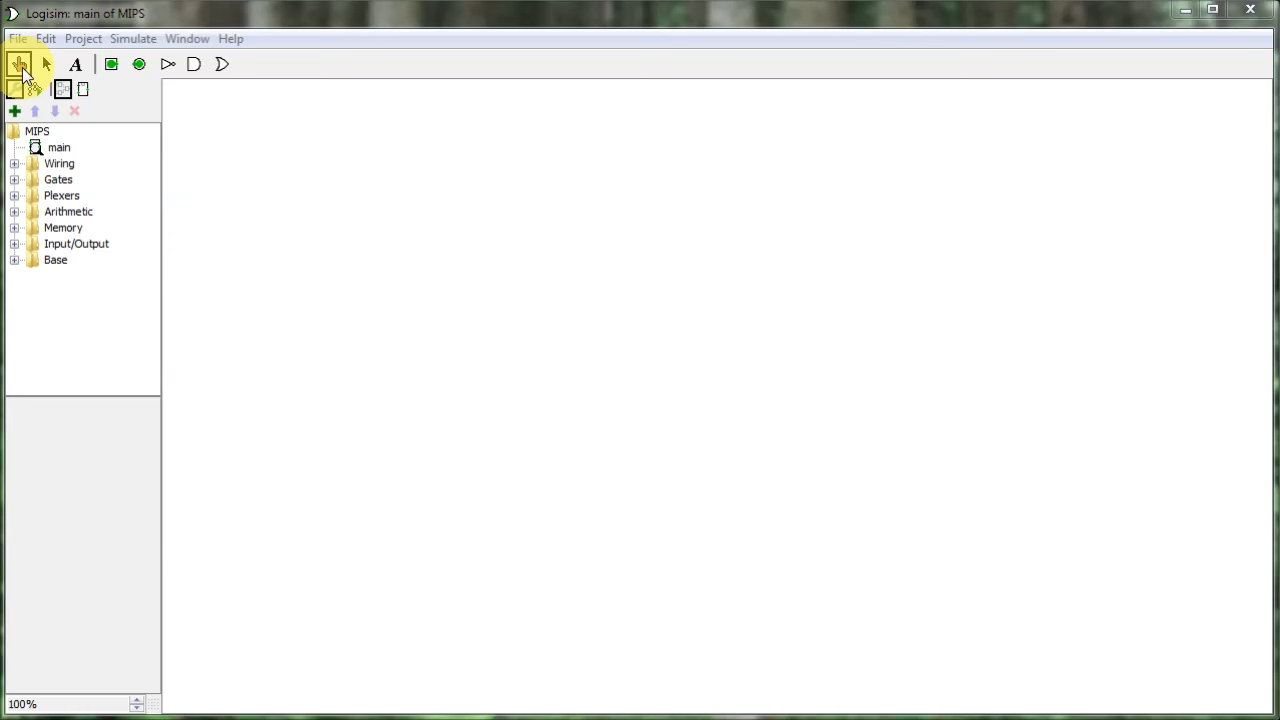 Logisim: main of MIPS
File Edit Project Simulate Window Help
A
MIPS
main
Wiring
Gates
Plexers
Arithmetic
Memory
Input/Output
Base
100%